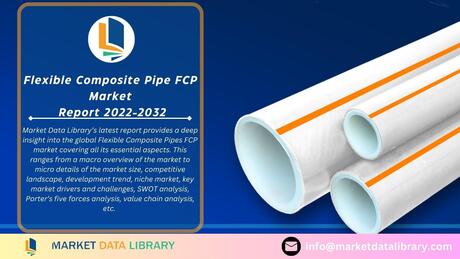 Flexible Composite Pipe FCP
Market
Report 2022-2032
Market Data Library's latest report provides a deep
insight into the global Flexible Composite Pipes FCP
market covering all its essential aspects. This
ranges from a macro overview of the market to
micro details of the market size, competitive
landscape, development trend, niche market, key
market drivers and challenges, SWOT analysis,
Porter's five forces analysis, value chain analysis,
etc.
MARKET DATA LIBRARY
info@marketdatalibrary.com